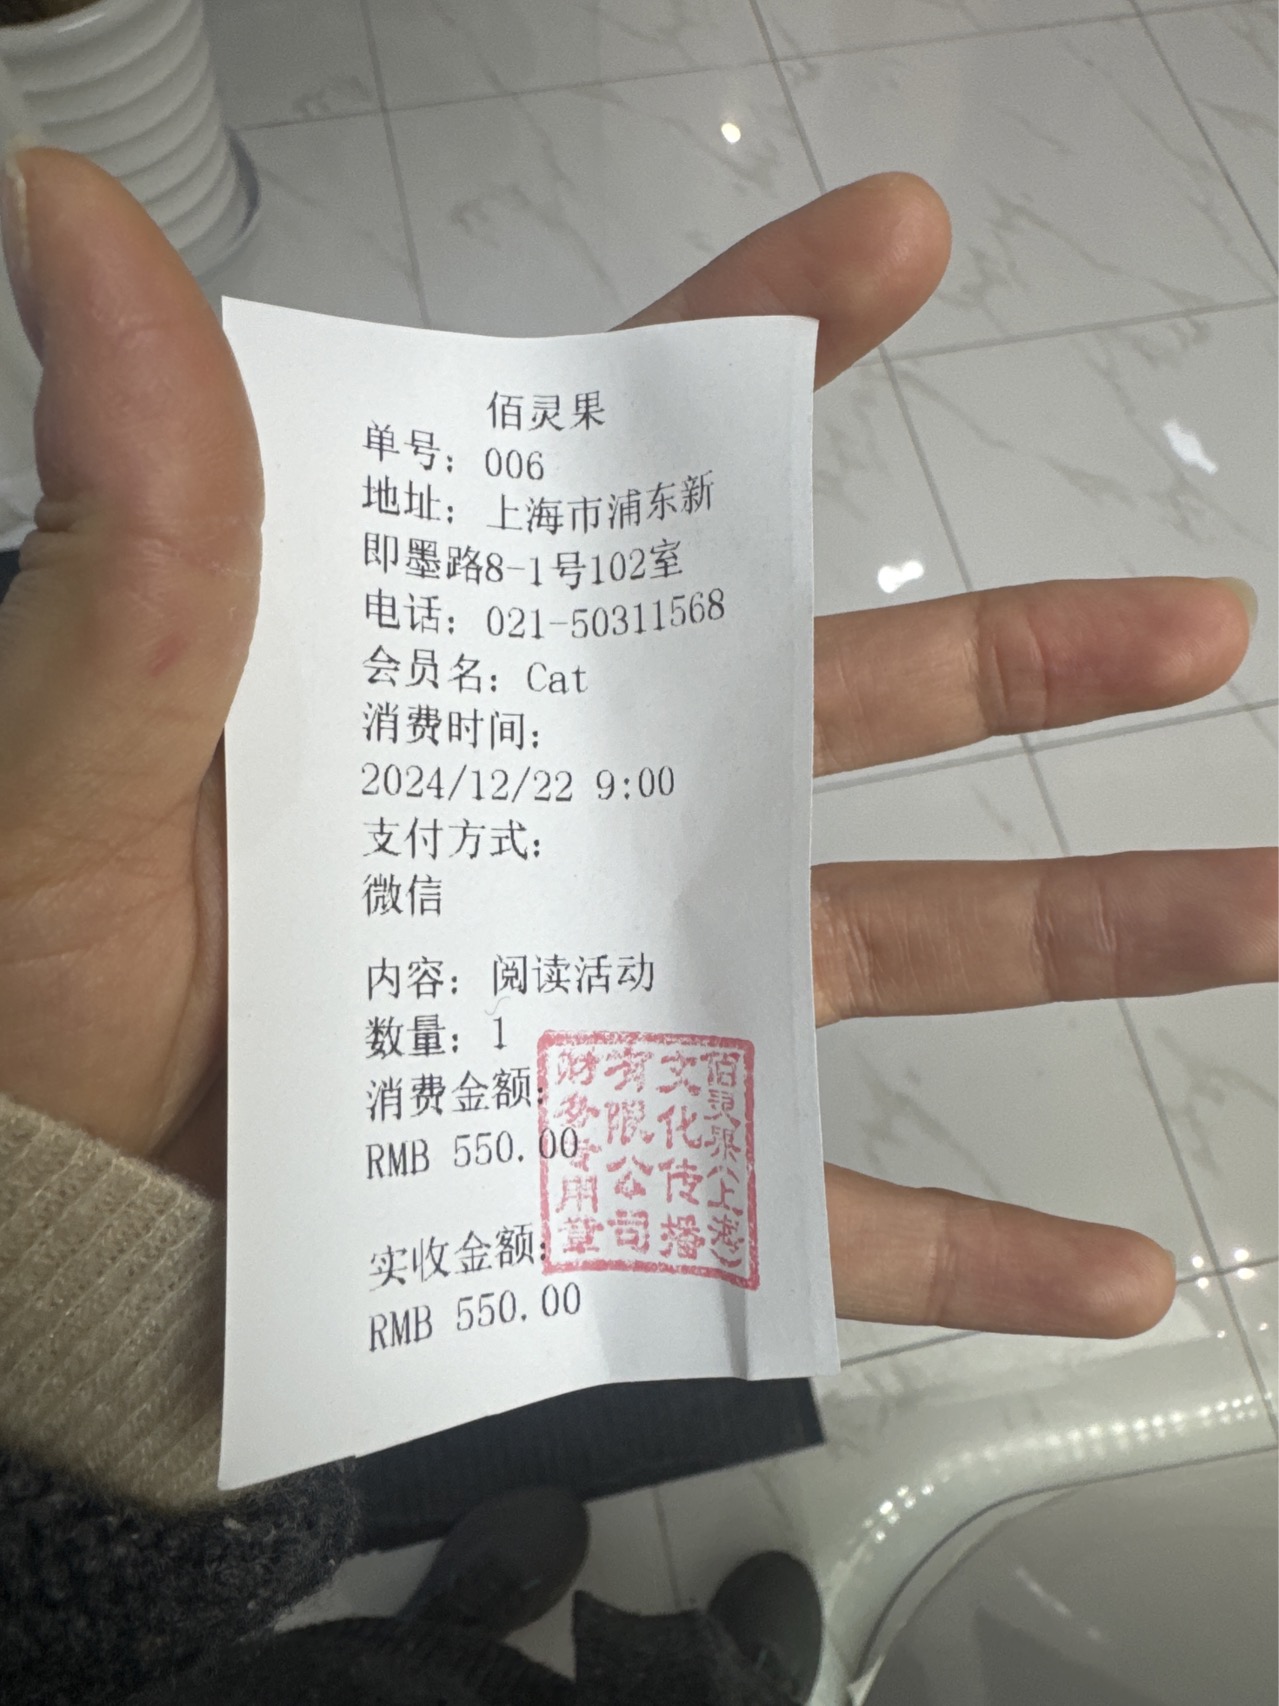 佰灵果
单号：006
地址：上海市浦东新
即墨路8-1号102室
电话：021-50311568
会员名：Cat
消费时间：
2024/12/22 9:00
支付方式：
微信
内容：阅读活动
数量：1
消费金额：
RMB 550.00
实收金额：
RMB 550.00
佰灵果（上海）
文化传播
有限公司
财务专用章